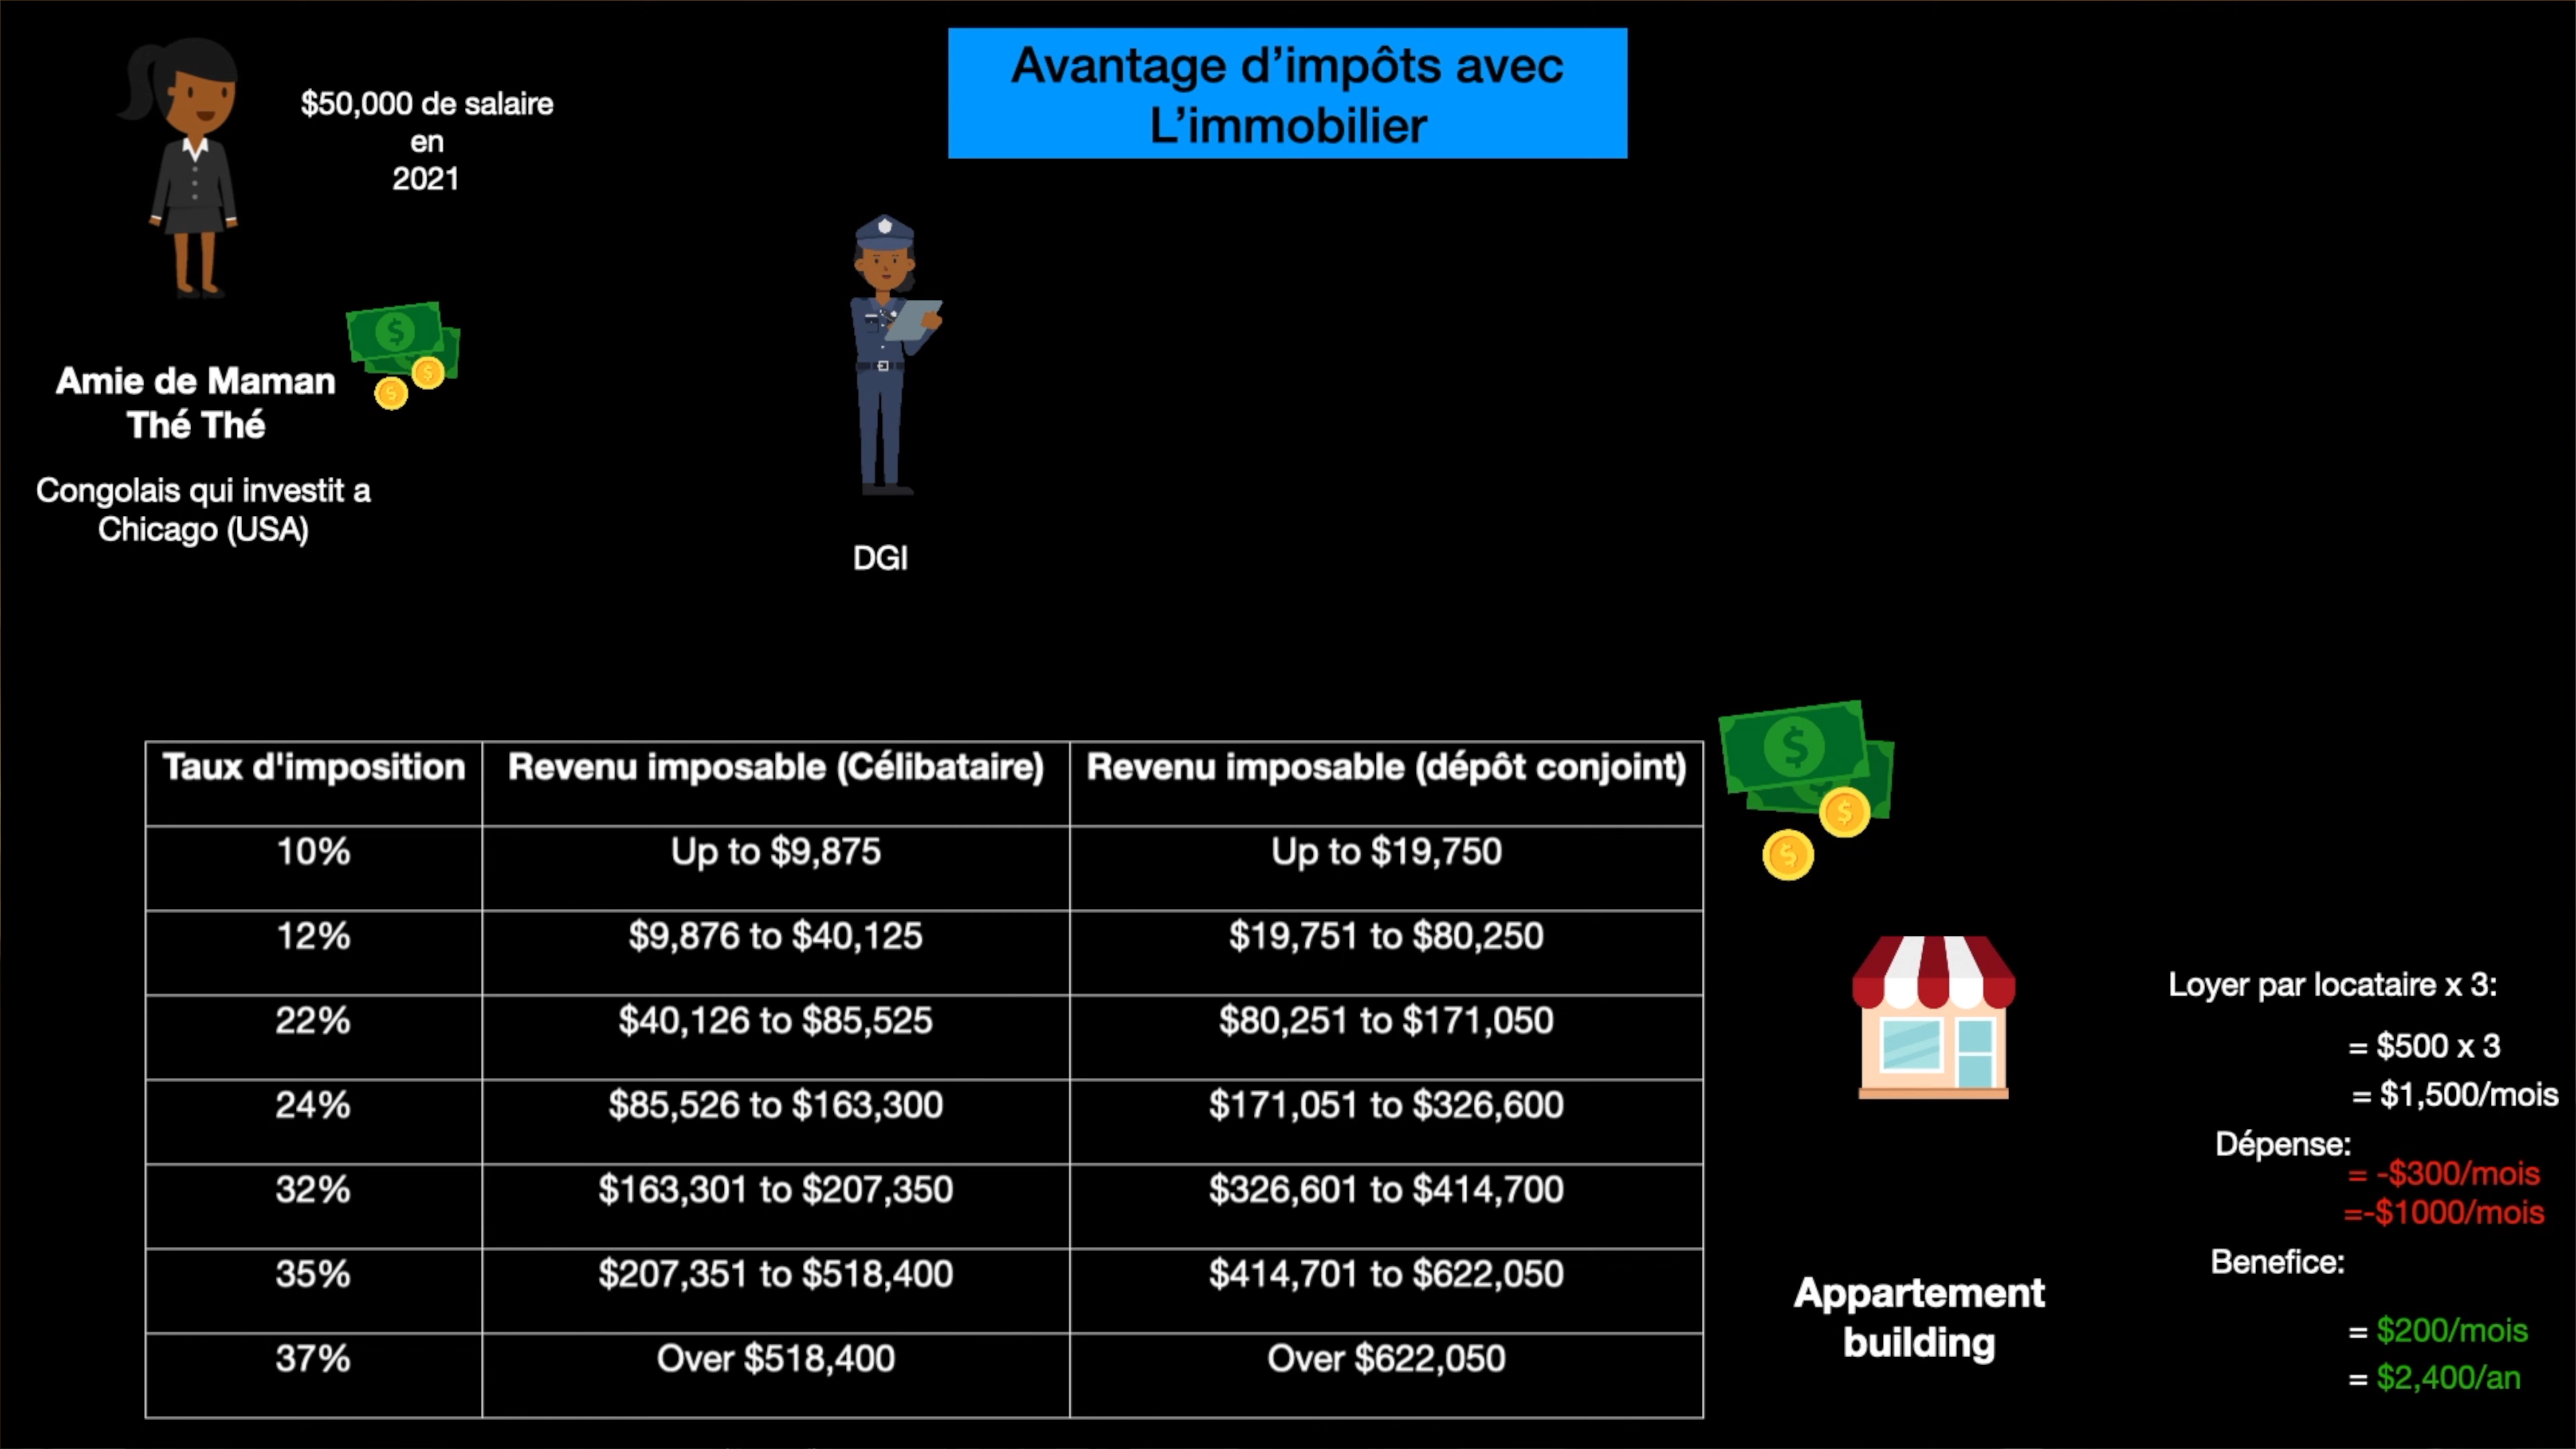 Avantage d’impôts avec
L’immobilier
$50,000 de salaire
en
2021
Amie de Maman
Thé Thé
Congolais qui investit a
Chicago (USA)
DGI
Taux d'imposition Revenu imposable (Célibataire) Revenu imposable (dépôt conjoint)
10% Up to $9,875 Up to $19,750
12% $9,876 to $40,125 $19,751 to $80,250
22% $40,126 to $85,525 $80,251 to $171,050
24% $85,526 to $163,300 $171,051 to $326,600
32% $163,301 to $207,350 $326,601 to $414,700
35% $207,351 to $518,400 $414,701 to $622,050
37% Over $518,400 Over $622,050
Appartement
building
Loyer par locataire x 3:
= $500 x 3
= $1,500/mois
Dépense:
= -$300/mois
=-$1000/mois
Benefice:
= $200/mois
= $2,400/an